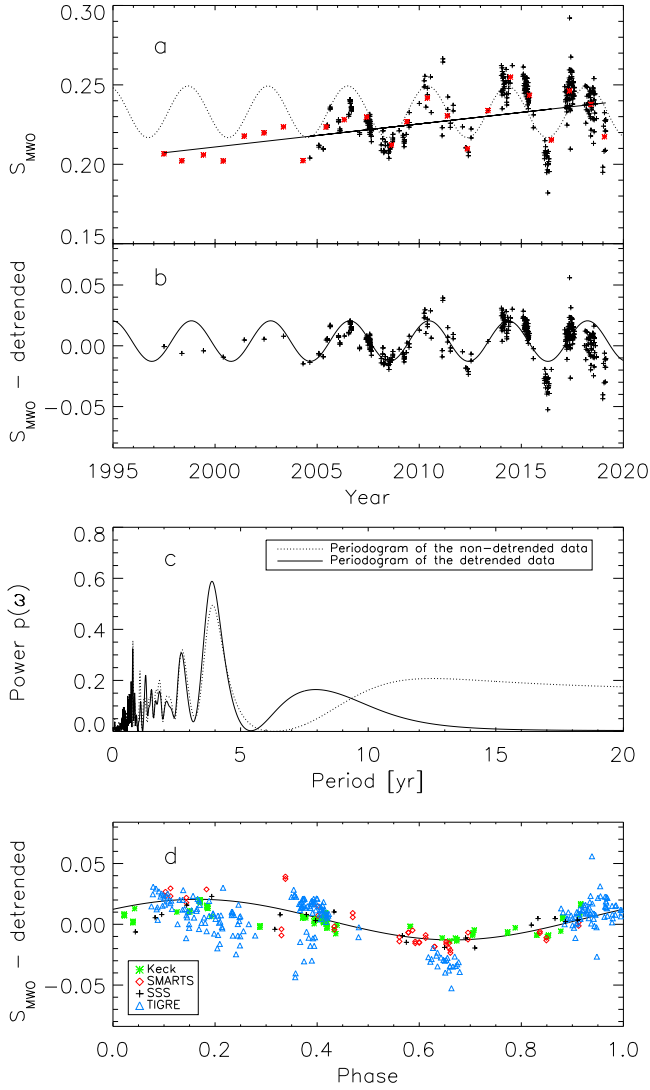 a
0.30
0.25
0.20
0.15
S_MWO
b
0.05
0.00
−0.05
S_MWO − detrended
1995 2000 2005 2010 2015 2020
Year
c
Periodogram of the non−detrended data
Periodogram of the detrended data
0.8
0.6
0.4
0.2
0.0
Power p(ω)
0 5 10 15 20
Period [yr]
d
0.05
0.00
−0.05
S_MWO − detrended
Keck
SMARTS
SSS
TIGRE
0.0 0.2 0.4 0.6 0.8 1.0
Phase